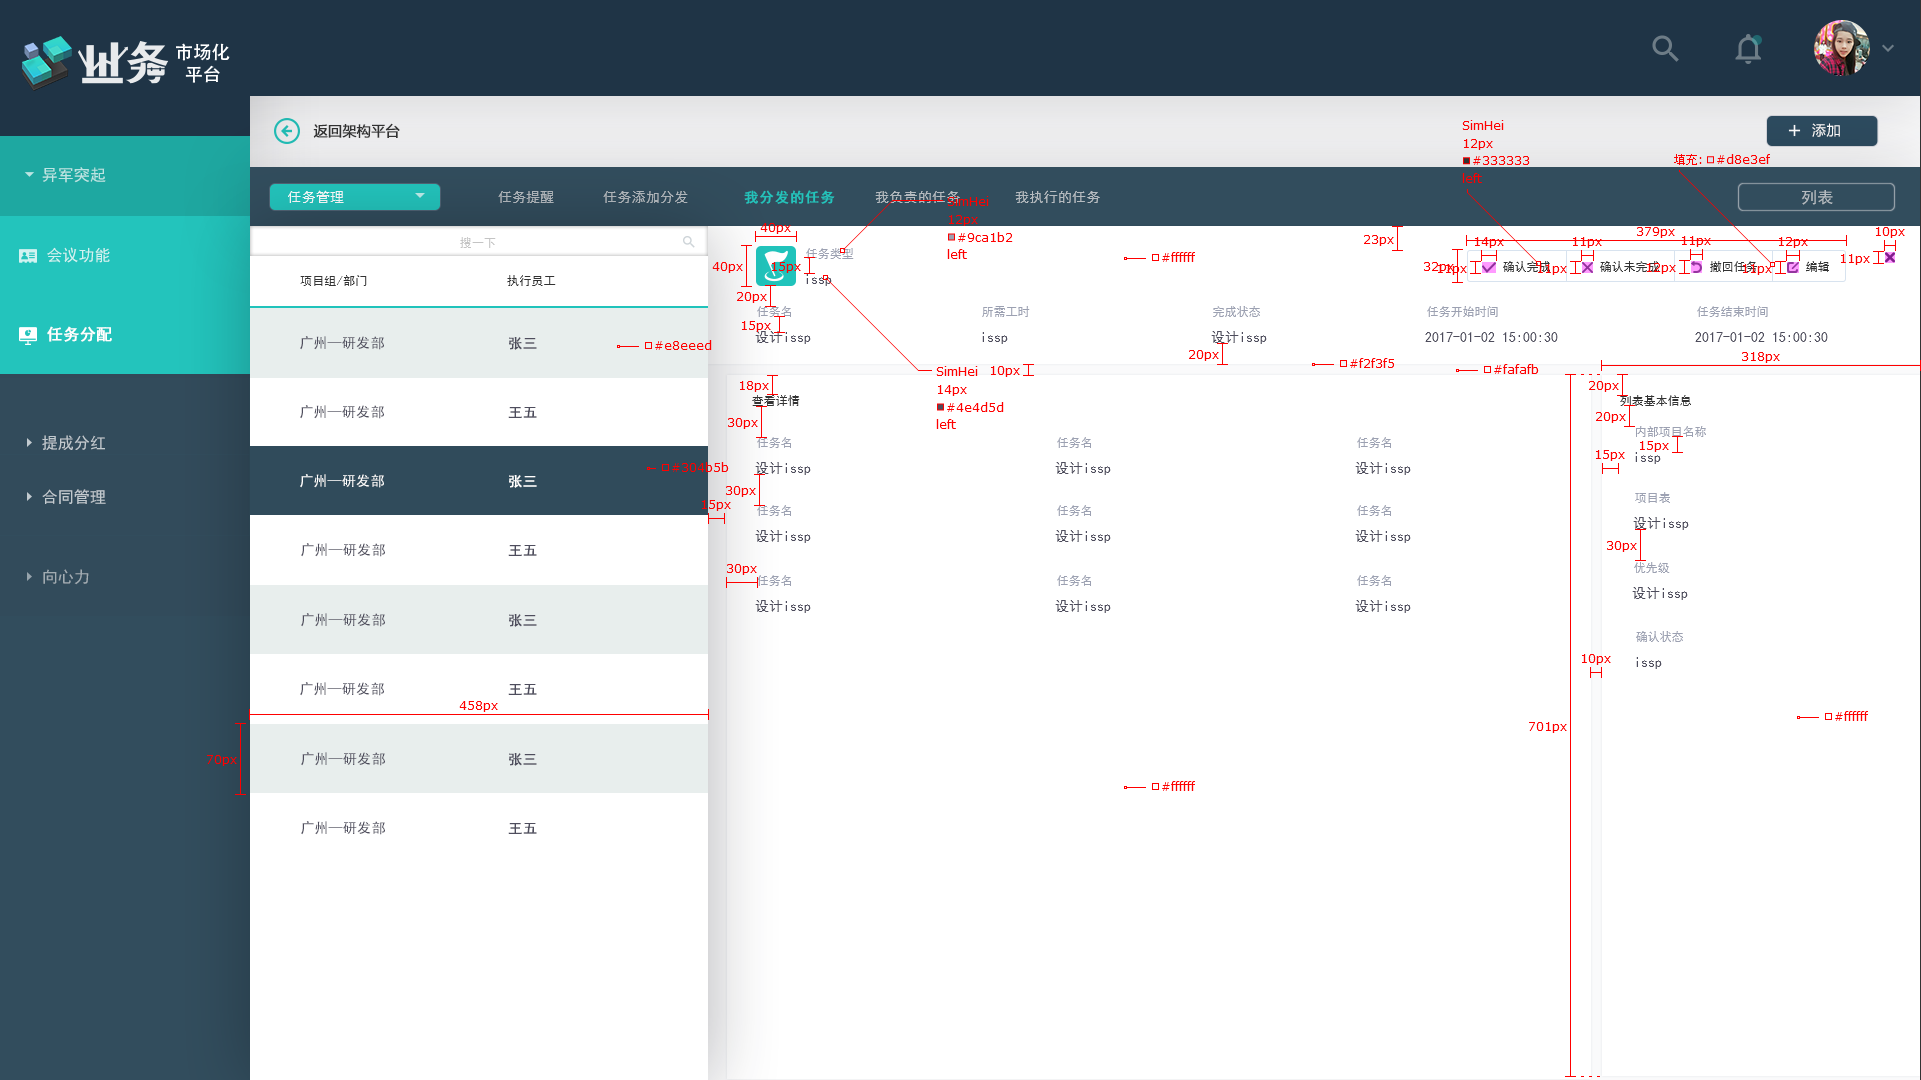 业务 市场化
平台
异军突起
会议功能
任务分配
提成分红
合同管理
向心力
返回架构平台
+ 添加
SimHei
12px
#333333
left
填充: #d8e3ef
任务管理
任务提醒
任务添加分发
我分发的任务
我负责的任务
我执行的任务
列表
SimHei
12px
#9ca1b2
left
搜一下
项目组/部门
执行员工
广州—研发部
张三
#e8eeed
广州—研发部
王五
广州—研发部
张三
#304b5b
广州—研发部
王五
广州—研发部
张三
广州—研发部
王五
458px
广州—研发部
张三
70px
广州—研发部
王五
40px
40px
任务类型
15px
issp
20px
#ffffff
23px
379px
32px
14px
11px
确认完成
11px
11px
确认未完成
11px
12px
撤回任务
12px
11px
编辑
10px
11px
任务名
15px
设计issp
所需工时
issp
完成状态
设计issp
20px
任务开始时间
2017-01-02 15:00:30
任务结束时间
2017-01-02 15:00:30
318px
#f2f3f5
#fafafb
SimHei
14px
#4e4d5d
left
10px
18px
查看详情
30px
任务名
设计issp
任务名
设计issp
任务名
设计issp
30px
15px
任务名
设计issp
任务名
设计issp
任务名
设计issp
30px
任务名
设计issp
任务名
设计issp
任务名
设计issp
701px
#ffffff
20px
列表基本信息
20px
内部项目名称
15px
15px
issp
项目表
设计issp
30px
优先级
设计issp
确认状态
issp
10px
#ffffff